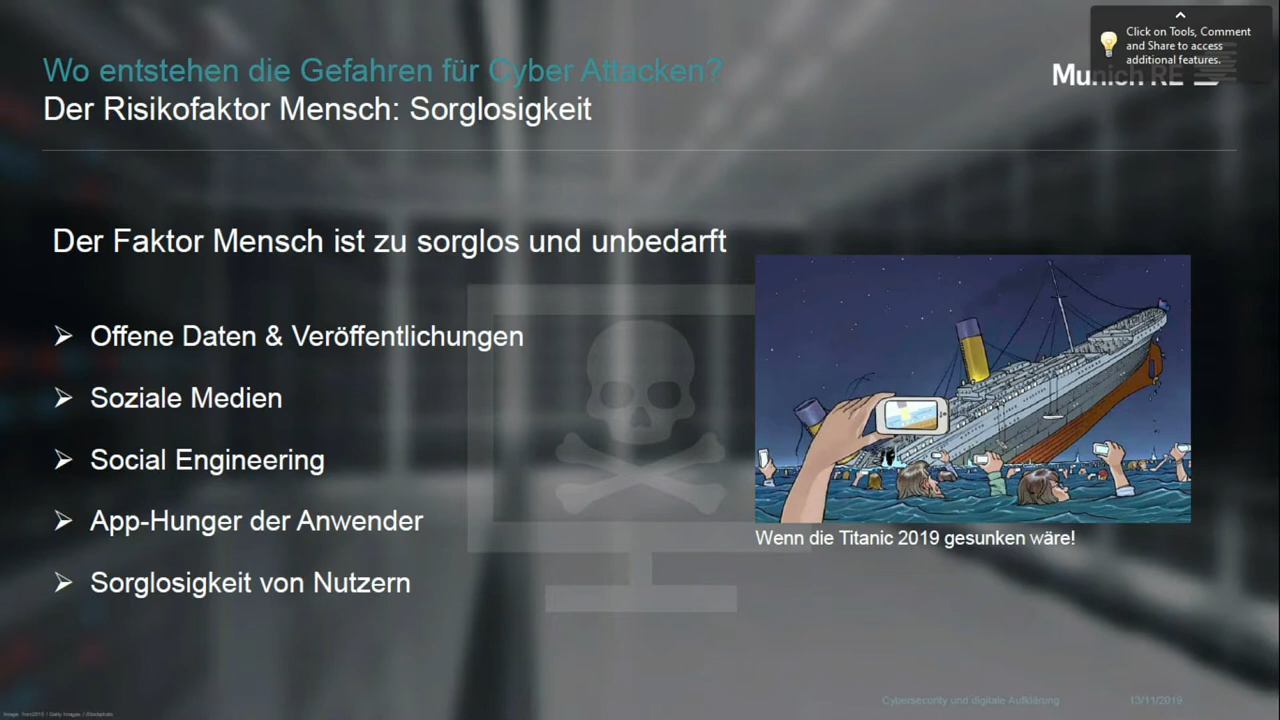 Click on Tools, Comment
and Share to access
additional features.
Wo entstehen die Gefahren für Cyber Attacken?
Munich RE
Der Risikofaktor Mensch: Sorglosigkeit
Der Faktor Mensch ist zu sorglos und unbedarft
➢ Offene Daten & Veröffentlichungen
➢ Soziale Medien
➢ Social Engineering
➢ App-Hunger der Anwender
➢ Sorglosigkeit von Nutzern
Wenn die Titanic 2019 gesunken wäre!
Cybersecurity und digitale Aufklärung
13/11/2019